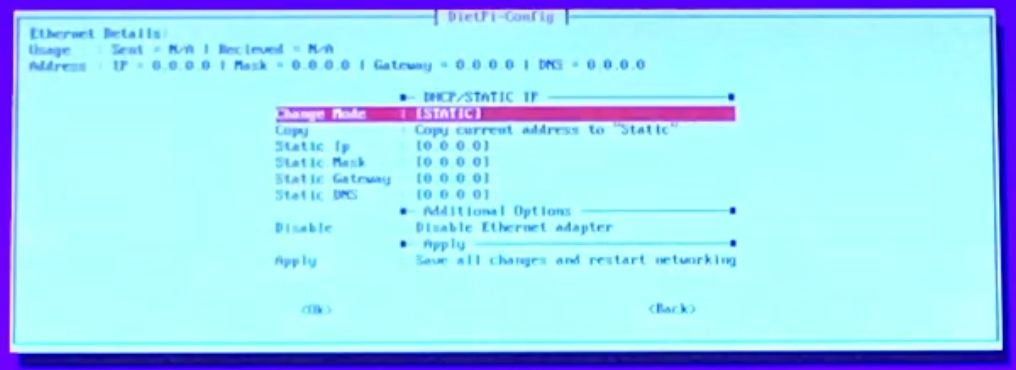 DietPi-Config
Ethernet Details:
Usage : Sent = N/A | Recieved = N/A
Address : IP = 0.0.0.0 | Mask = 0.0.0.0 | Gateway = 0.0.0.0 | DNS = 0.0.0.0
DHCP/STATIC IP
Change Mode : [STATIC]
Copy : Copy current address to "Static"
Static Ip : [0.0.0.0]
Static Mask : [0.0.0.0]
Static Gateway : [0.0.0.0]
Static DNS : [0.0.0.0]
Additional Options
Disable : Disable Ethernet adapter
Apply
Apply : Save all changes and restart networking
<Ok> <Back>